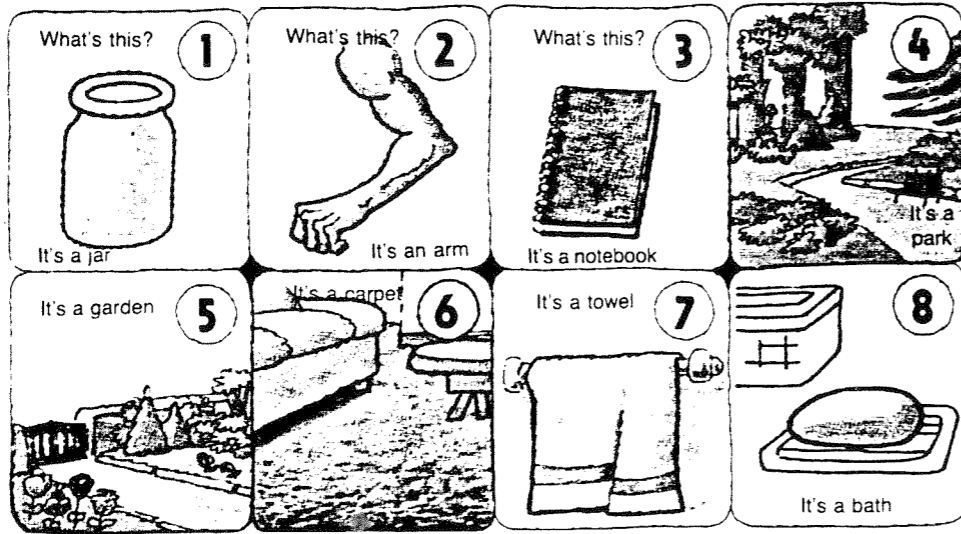 What's this?
1
It's a jar
What's this?
2
It's an arm
What's this?
3
It's a notebook
4
It's a
park
It's a garden
5
It's a carpet
6
It's a towel
7
8
It's a bath